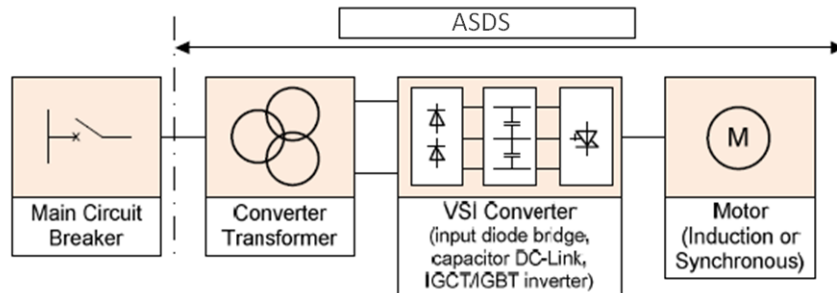 ASDS
M
Main Circuit
Breaker
Converter
Transformer
VSI Converter
(input diode bridge,
capacitor DC-Link,
IGCT/IGBT inverter)
Motor
(Induction or
Synchronous)